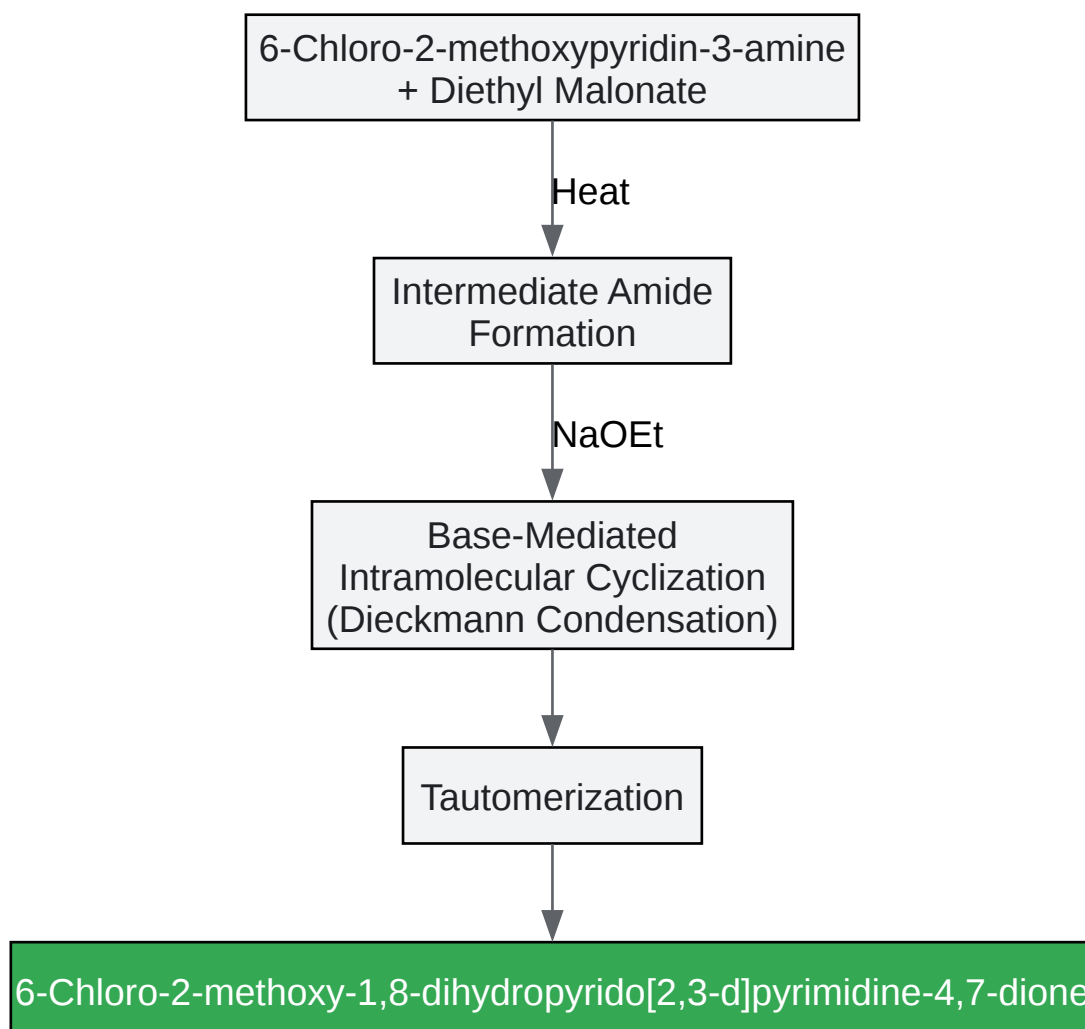 6-Chloro-2-methoxypyridin-3-amine
+ Diethyl Malonate
Heat
Intermediate Amide
Formation
NaOEt
Base-Mediated
Intramolecular Cyclization
(Dieckmann Condensation)
Tautomerization
6-Chloro-2-methoxy-1,8-dihydropyrido[2,3-d]pyrimidine-4,7-dione